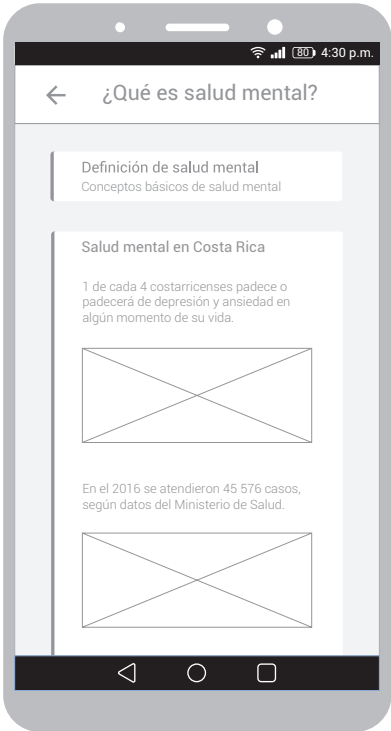 80 4:30 p.m.
¿Qué es salud mental?
Definición de salud mental
Conceptos básicos de salud mental
Salud mental en Costa Rica
1 de cada 4 costarricenses padece o
padecerá de depresión y ansiedad en
algún momento de su vida.
En el 2016 se atendieron 45 576 casos,
según datos del Ministerio de Salud.